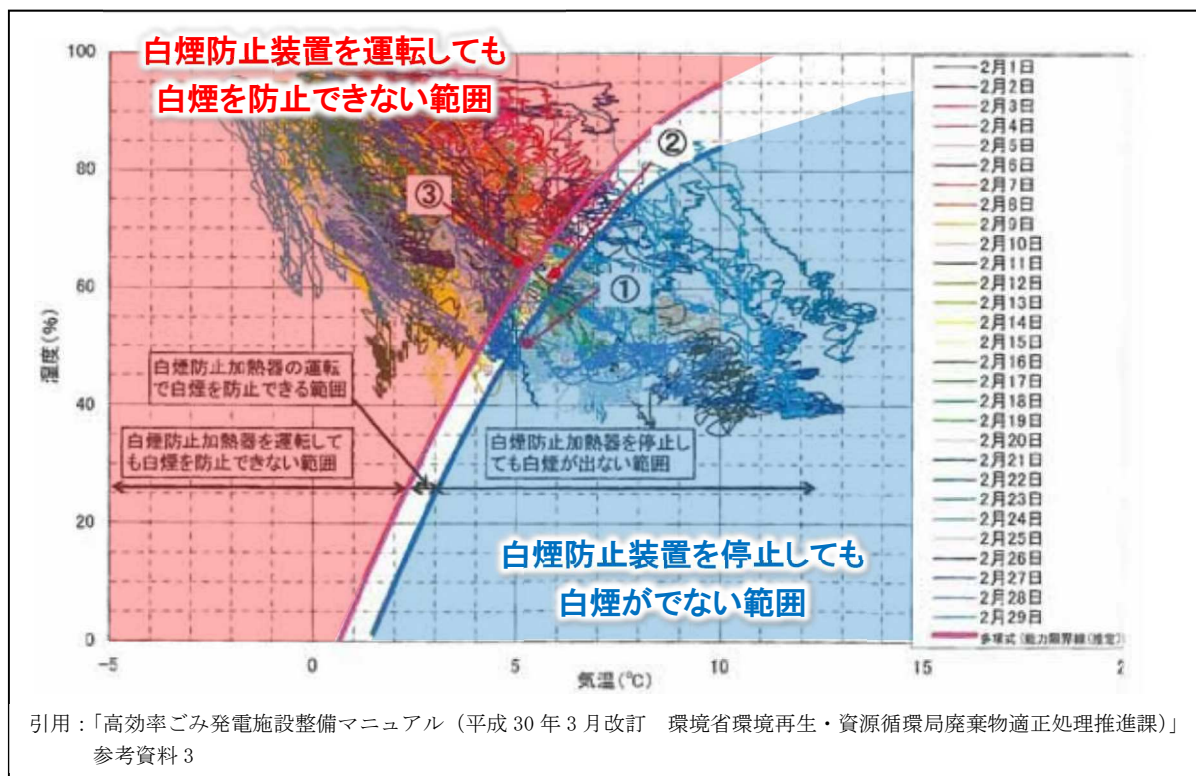 白煙防止装置を運転しても
白煙を防止できない範囲
100
80
60
40
20
0
湿度(%)
-5
0
5
10
15
2
気温(℃)
①
②
③
白煙防止加熱器の運転
で白煙を防止できる範囲
白煙防止加熱器を運転して
も白煙を防止できない範囲
白煙防止加熱器を停止し
ても白煙が出ない範囲
白煙防止装置を停止しても
白煙がでない範囲
2月1日
2月2日
2月3日
2月4日
2月5日
2月6日
2月7日
2月8日
2月9日
2月10日
2月11日
2月12日
2月13日
2月14日
2月15日
2月16日
2月17日
2月18日
2月19日
2月20日
2月21日
2月22日
2月23日
2月24日
2月25日
2月26日
2月27日
2月28日
2月29日
多項式(能力限界線(推定))
引用：「高効率ごみ発電施設整備マニュアル（平成 30 年 3 月改訂　環境省環境再生・資源循環局廃棄物適正処理推進課）」
参考資料 3